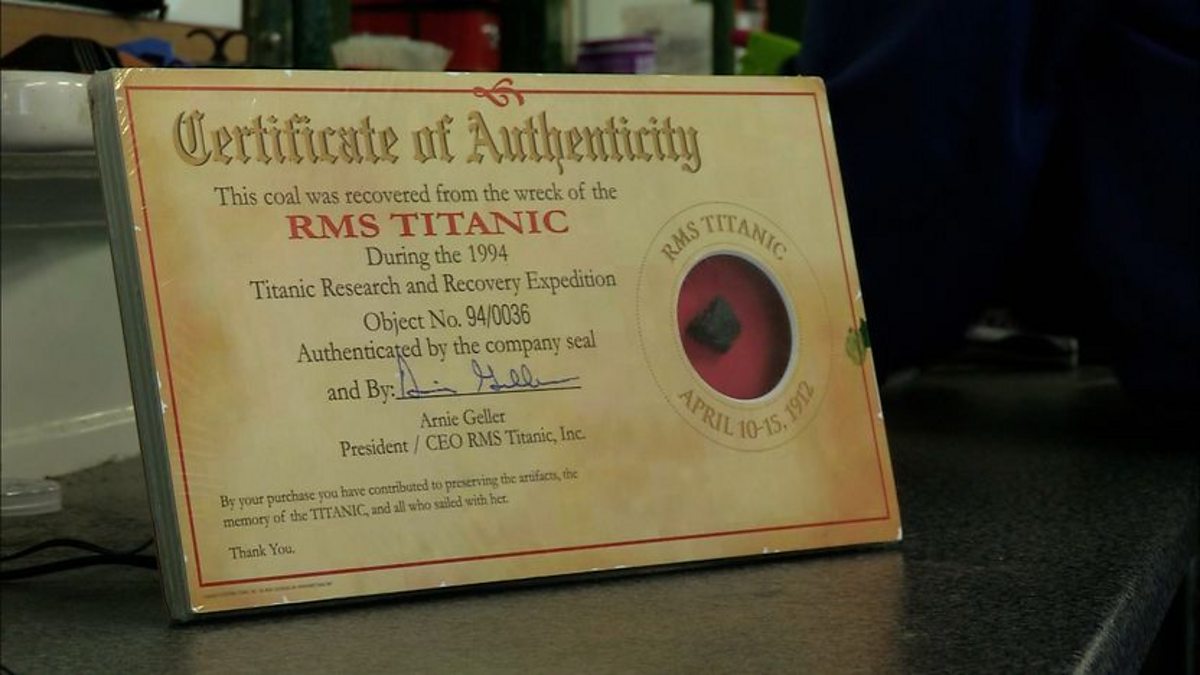 Certificate of Authenticity
This coal was recovered from the wreck of the
RMS TITANIC
During the 1994
Titanic Research and Recovery Expedition
Object No. 94/0036
Authenticated by the company seal
and By:
Arnie Geller
President / CEO RMS Titanic, Inc.
By your purchase you have contributed to preserving the artifacts, the
memory of the TITANIC, and all who sailed with her.
Thank You.
RMS TITANIC
APRIL 10-15, 1912